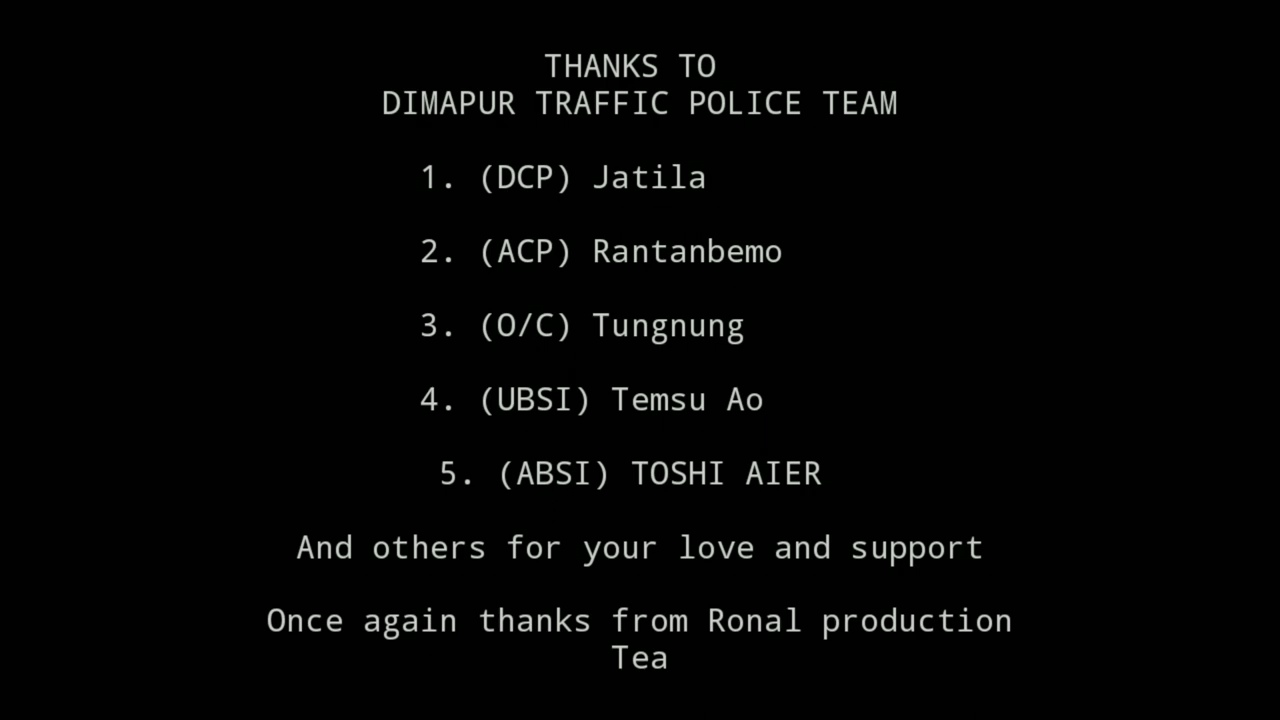 THANKS TO
DIMAPUR TRAFFIC POLICE TEAM
1. (DCP) Jatila
2. (ACP) Rantanbemo
3. (O/C) Tungnung
4. (UBSI) Temsu Ao
5. (ABSI) TOSHI AIER
And others for your love and support
Once again thanks from Ronal production
Tea